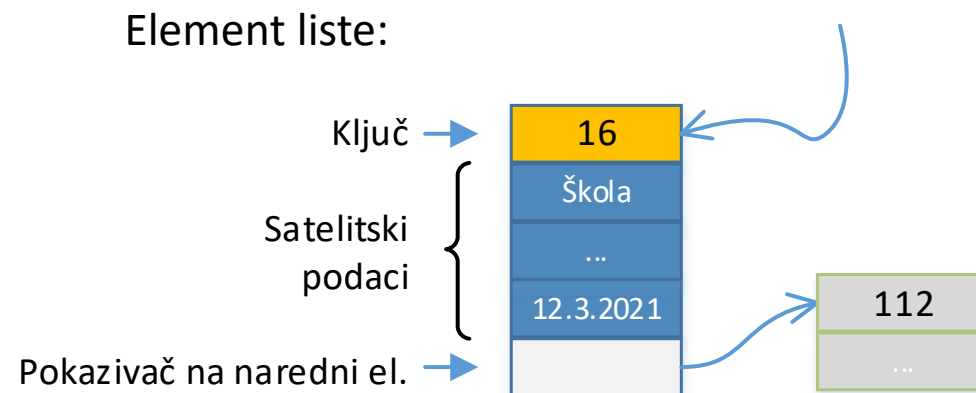 Element liste:
Ključ
16
Škola
Satelitski
podaci
...
12.3.2021
112
Pokazivač na naredni el.
...